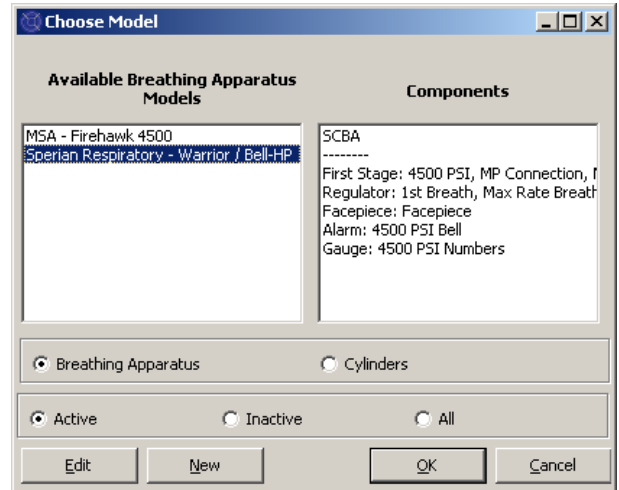 Choose Model
Available Breathing Apparatus
Models
Components
MSA - Firehawk 4500
Sperian Respiratory - Warrior / Bell-HP
SCBA
--------
First Stage: 4500 PSI, MP Connection,
Regulator: 1st Breath, Max Rate Breath
Facepiece: Facepiece
Alarm: 4500 PSI Bell
Gauge: 4500 PSI Numbers
Breathing Apparatus
Cylinders
Active
Inactive
All
Edit
New
OK
Cancel